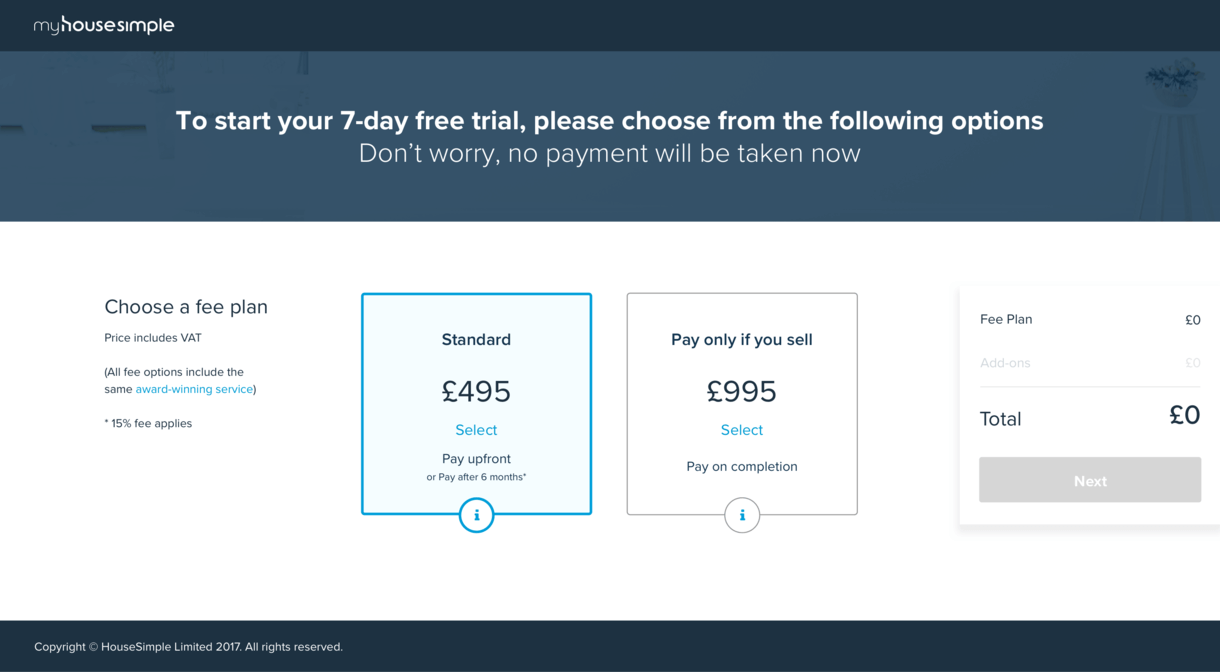 myhousesimple
To start your 7-day free trial, please choose from the following options
Don’t worry, no payment will be taken now
Choose a fee plan
Price includes VAT
(All fee options include the
same award-winning service)
* 15% fee applies
Standard
£495
Select
Pay upfront
or Pay after 6 months*
i
Pay only if you sell
£995
Select
Pay on completion
i
Fee Plan £0
Add-ons £0
Total £0
Next
Copyright © HouseSimple Limited 2017. All rights reserved.